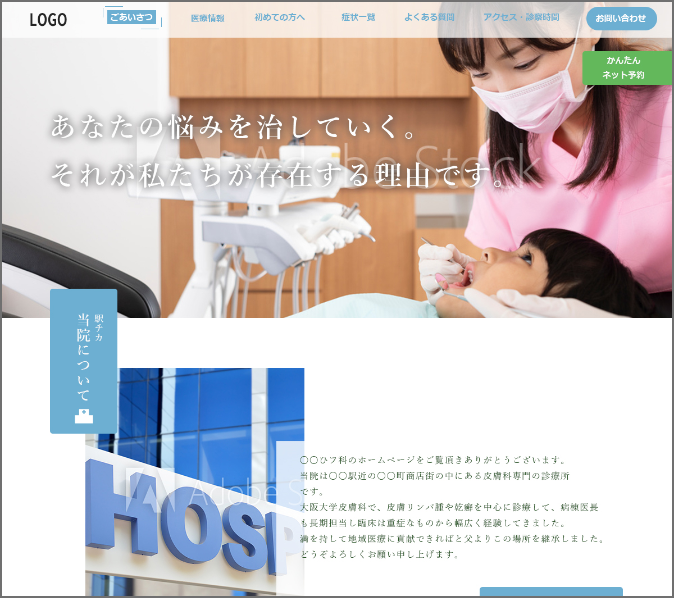 LOGO
ごあいさつ
医療情報
初めての方へ
症状一覧
よくある質問
アクセス・診察時間
お問い合わせ
かんたん
ネット予約
あなたの悩みを治していく。
それが私たちが存在する理由です。
Adobe Stock
駅チカ
当院について
HOSP
Adobe S
〇〇ひフ科のホームページをご覧頂きありがとうございます。
当院は〇〇駅近の〇〇町商店街の中にある皮膚科専門の診療所
です。
大阪大学皮膚科で、皮膚リンパ腫や乾癬を中心に診療して、病棟医長
も長期担当し臨床は重症なものから幅広く経験してきました。
満を持して地域医療に貢献できればと父よりこの場所を継承しました。
どうぞよろしくお願い申し上げます。